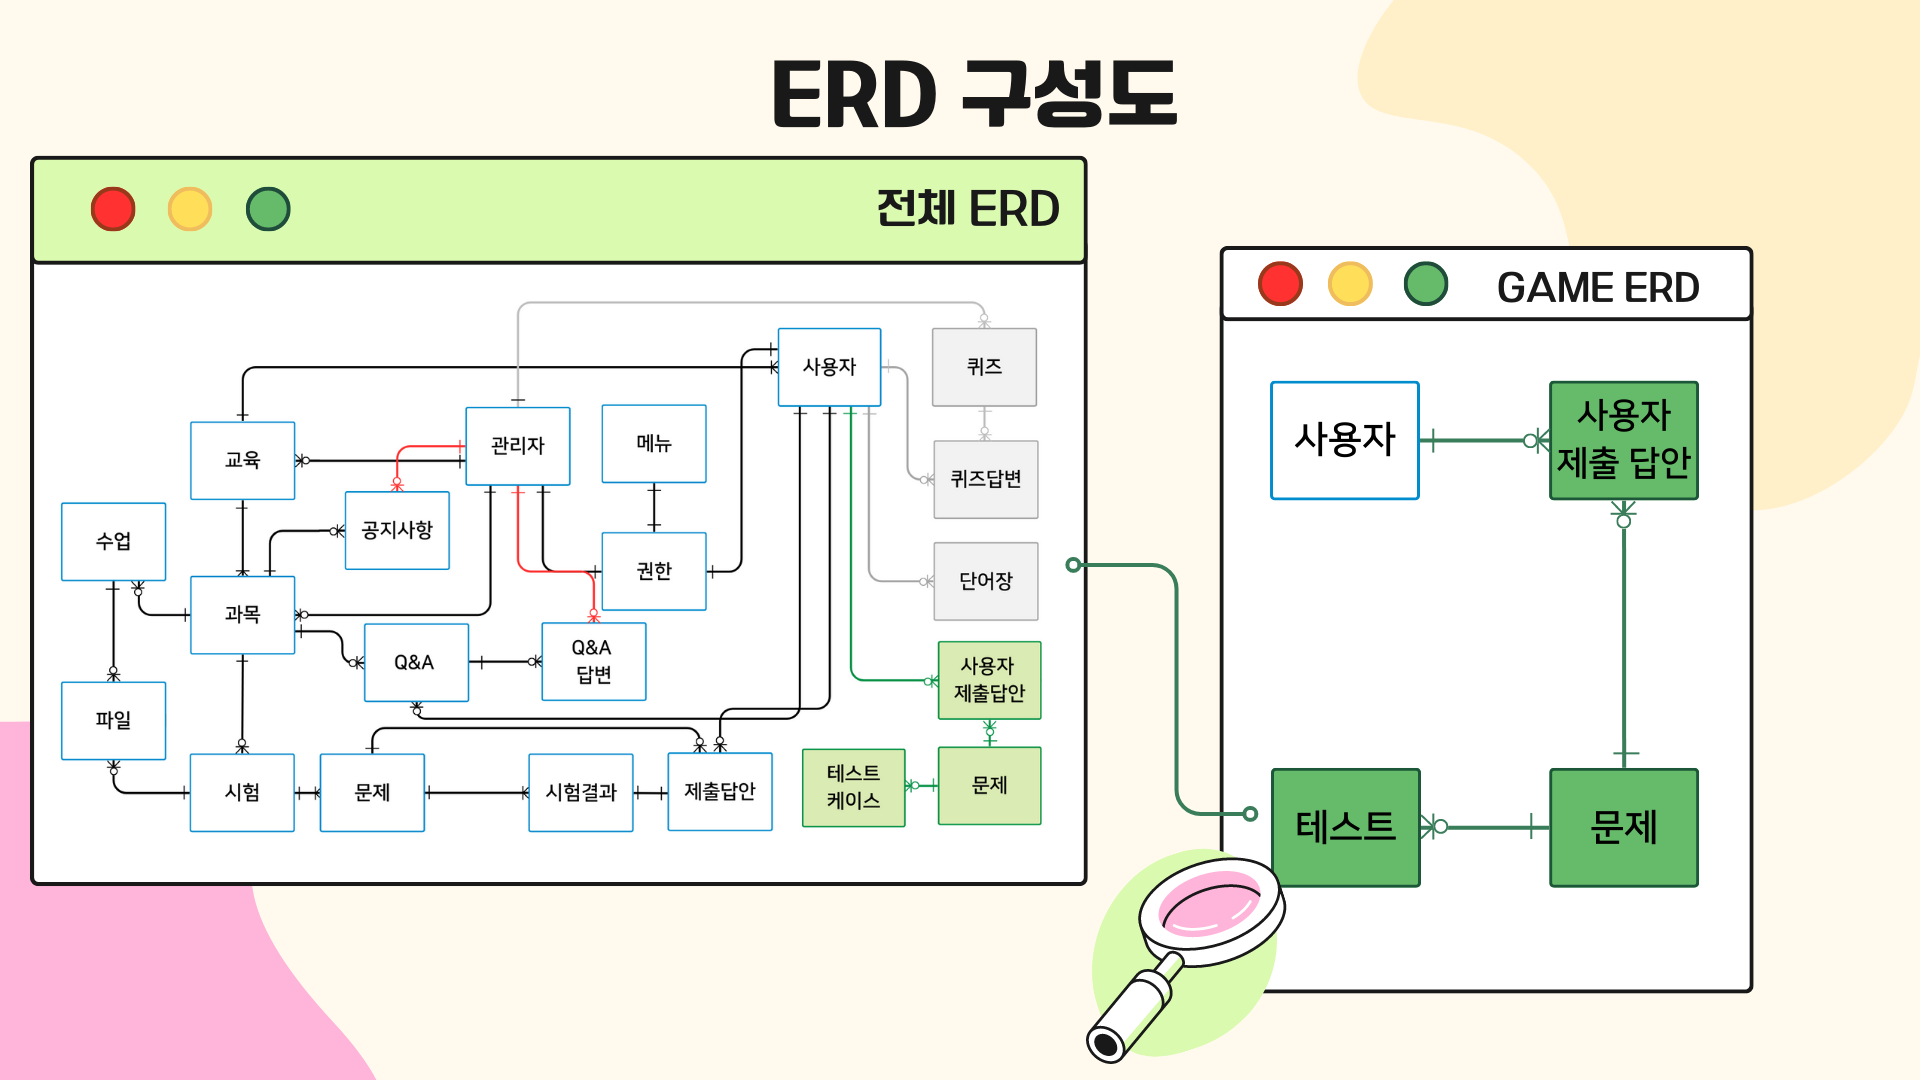 ERD 구성도
전체 ERD
사용자
퀴즈
교육
관리자
메뉴
퀴즈답변
수업
공지사항
권한
단어장
과목
Q&A
Q&A
답변
사용자
제출답안
파일
시험
문제
시험결과
제출답안
테스트
케이스
문제
GAME ERD
사용자
사용자
제출 답안
테스트
문제